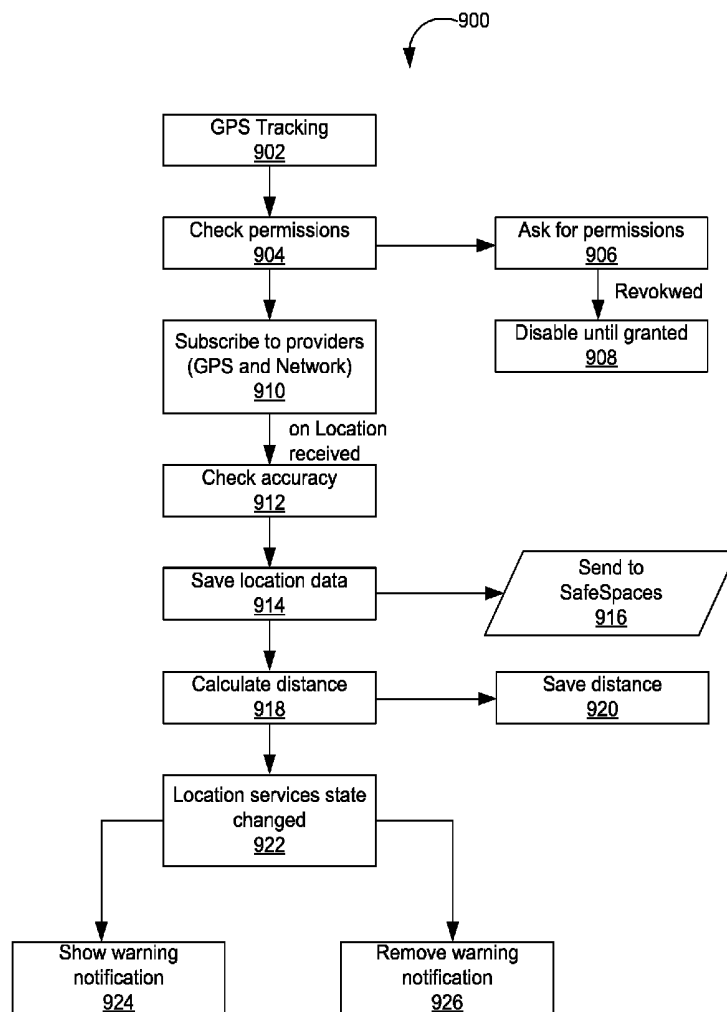 900
GPS Tracking
902
Check permissions
904
Ask for permissions
906
Revokwed
Disable until granted
908
Subscribe to providers
(GPS and Network)
910
on Location
received
Check accuracy
912
Save location data
914
Send to
SafeSpaces
916
Calculate distance
918
Save distance
920
Location services state
changed
922
Show warning
notification
924
Remove warning
notification
926